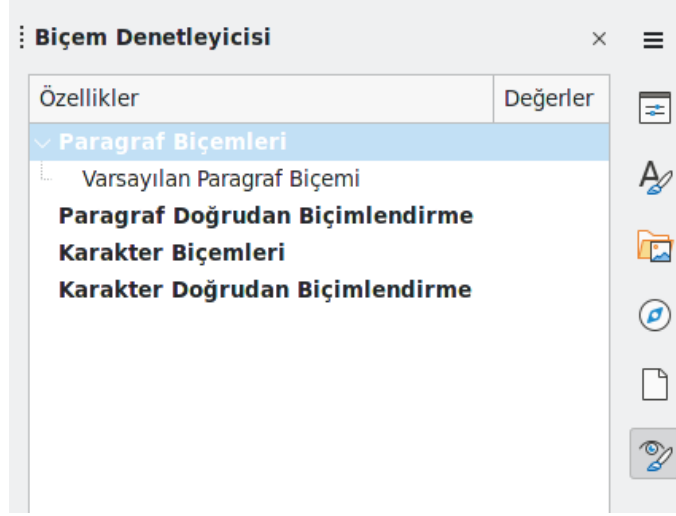 Biçem Denetleyicisi
Özellikler Değerler
Paragraf Biçemleri
Varsayılan Paragraf Biçemi
Paragraf Doğrudan Biçimlendirme
Karakter Biçemleri
Karakter Doğrudan Biçimlendirme